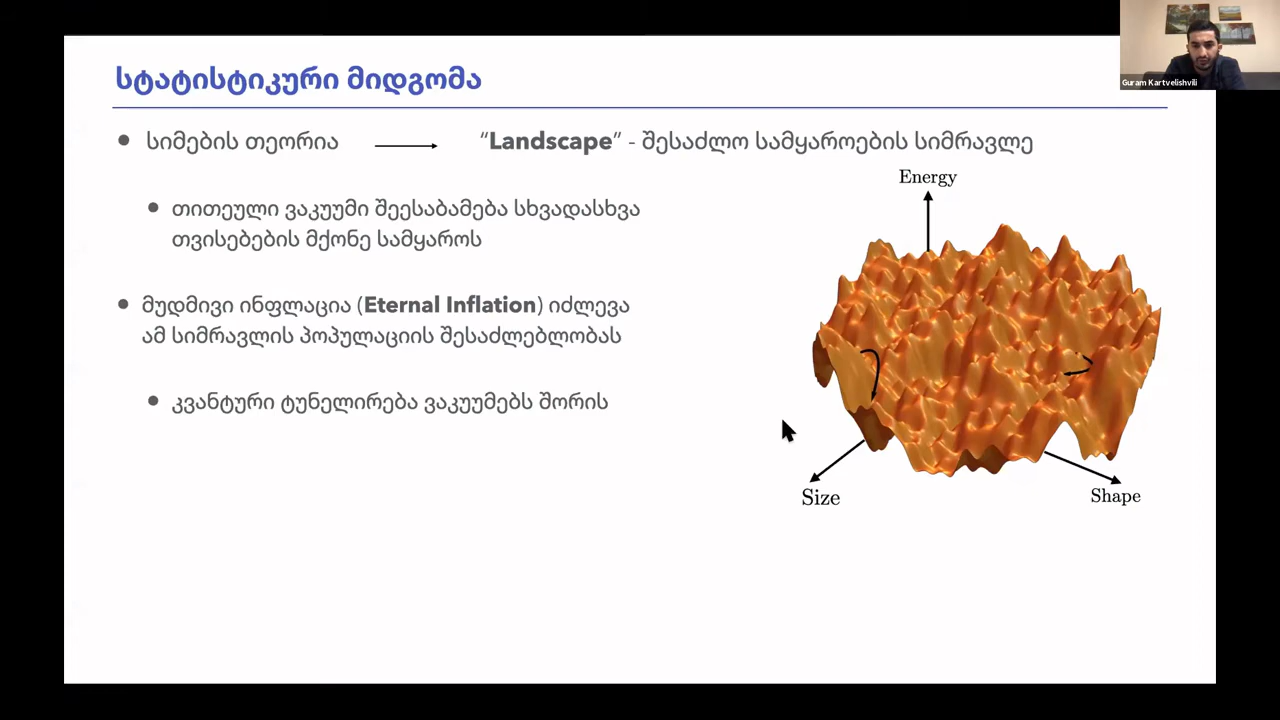 Guram Kartvelishvili
სტატისტიკური მიდგომა
• სიმების თეორია → “Landscape” - შესაძლო სამყაროების სიმრავლე
• თითეული ვაკუუმი შეესაბამება სხვადასხვა
თვისებების მქონე სამყაროს
• მუდმივი ინფლაცია (Eternal Inflation) იძლევა
ამ სიმრავლის პოპულაციის შესაძლებლობას
• კვანტური ტუნელირება ვაკუუმებს შორის
Energy
Size
Shape